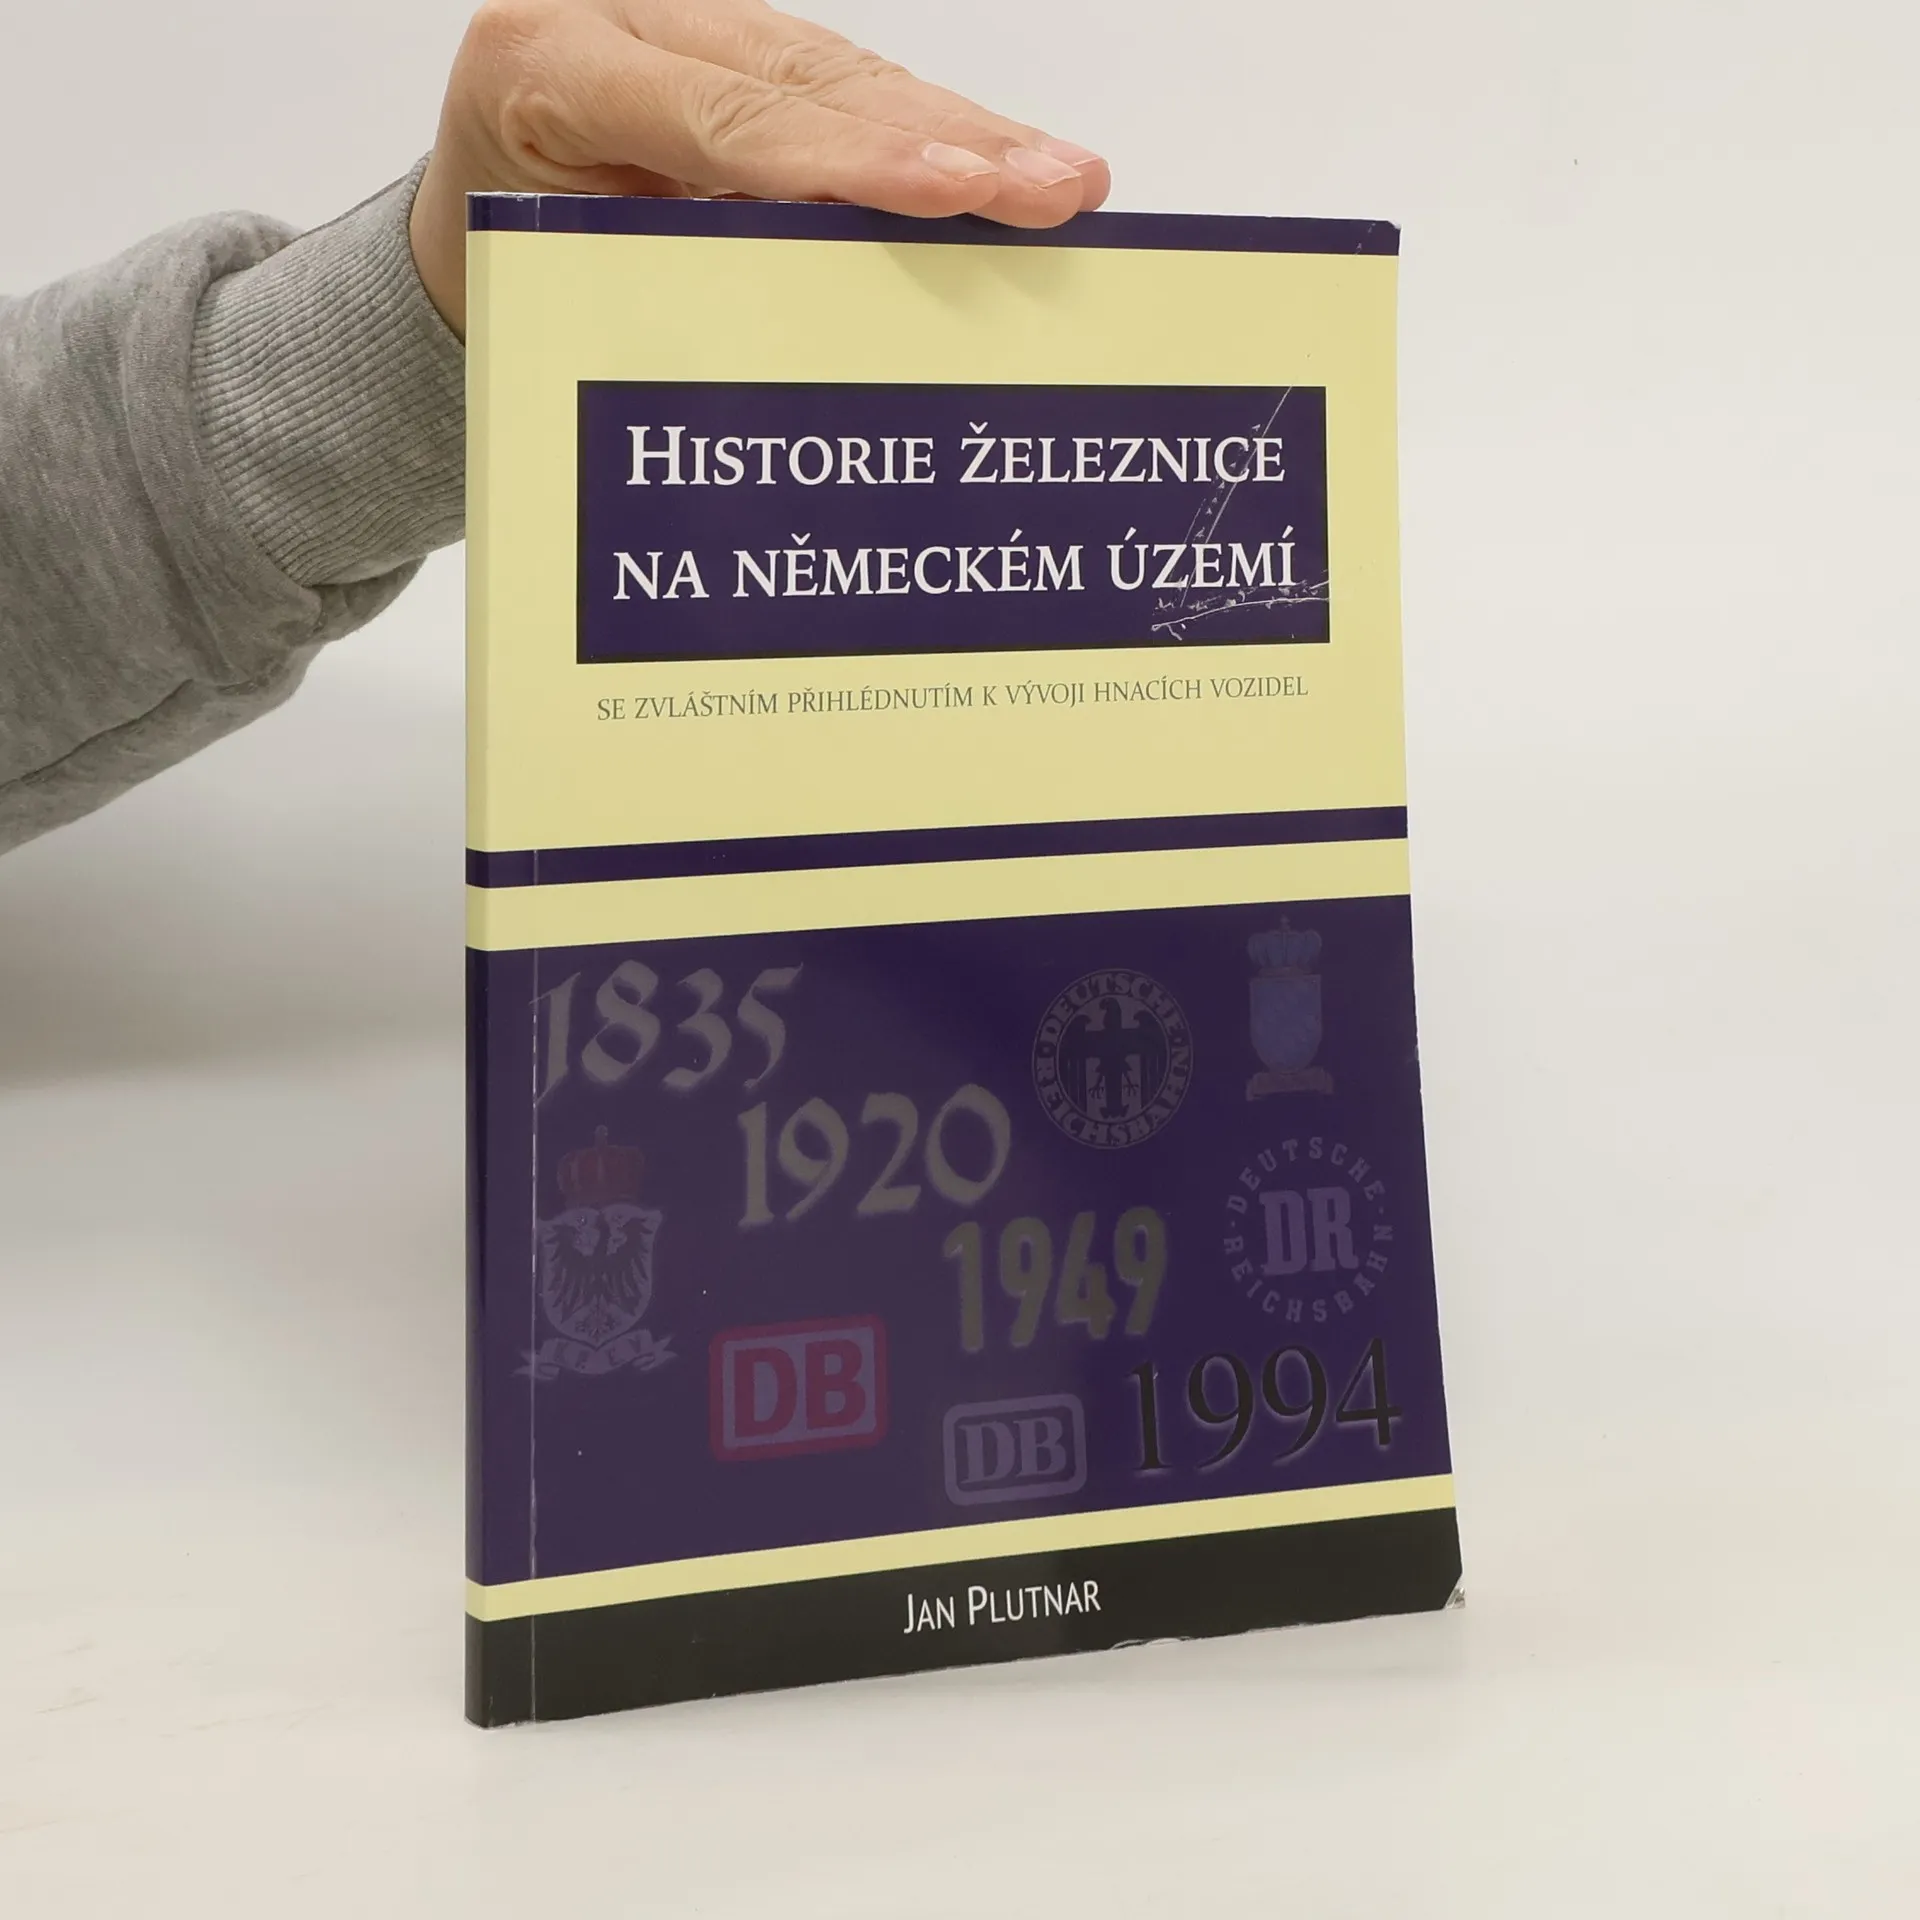 HISTORIE ŽELEZNICE
NA NĚMECKÉM ÚZEMÍ
SE ZVLÁŠTNÍM PŘIHLÉDNUTÍM K VÝVOJI HNACÍCH VOZIDEL
1835
DEUTSCHE REICHSBAHN
1920
DEUTSCHE REICHSBAHN
DR
1949
K.P.E.V.
DB
DB
1994
JAN PLUTNAR